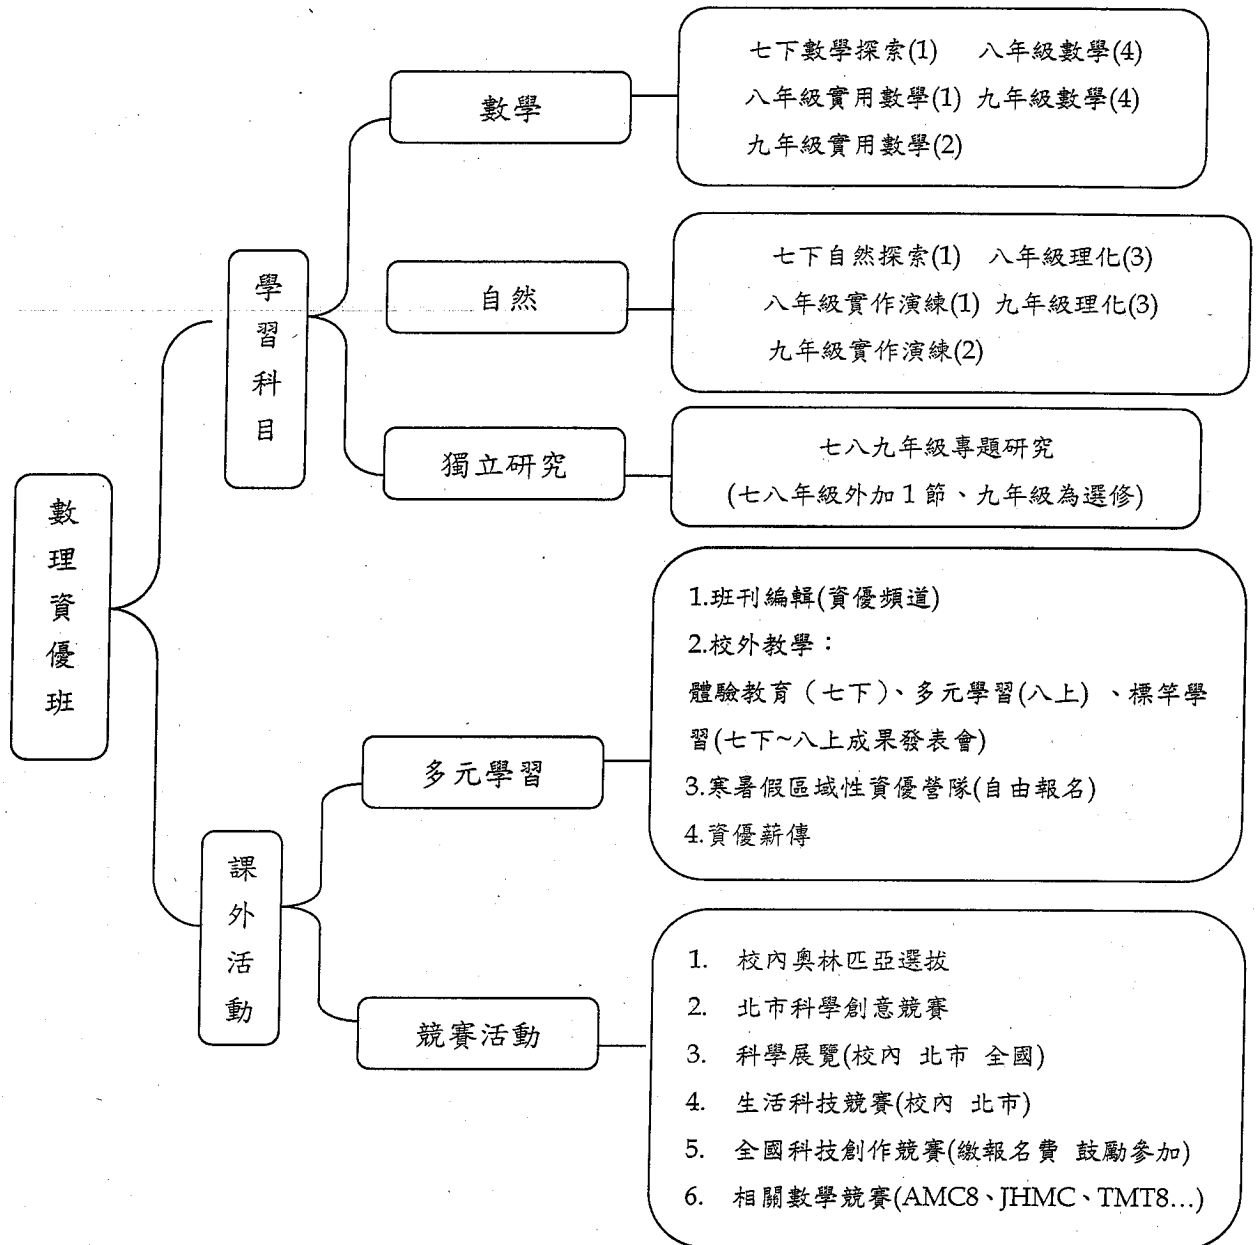 數理資優班
學習科目
數學
七下數學探索(1) 八年級數學(4)
八年級實用數學(1) 九年級數學(4)
九年級實用數學(2)
自然
七下自然探索(1) 八年級理化(3)
八年級實作演練(1) 九年級理化(3)
九年級實作演練(2)
獨立研究
七八九年級專題研究
(七八年級外加 1 節、九年級為選修)
課外活動
多元學習
1.班刊編輯(資優頻道)
2.校外教學：
體驗教育（七下）、多元學習(八上) 、標竿學
習(七下~八上成果發表會)
3.寒暑假區域性資優營隊(自由報名)
4.資優薪傳
競賽活動
1. 校內奧林匹亞選拔
2. 北市科學創意競賽
3. 科學展覽(校內 北市 全國)
4. 生活科技競賽(校內 北市)
5. 全國科技創作競賽(繳報名費 鼓勵參加)
6. 相關數學競賽(AMC8、JHMC、TMT8…)